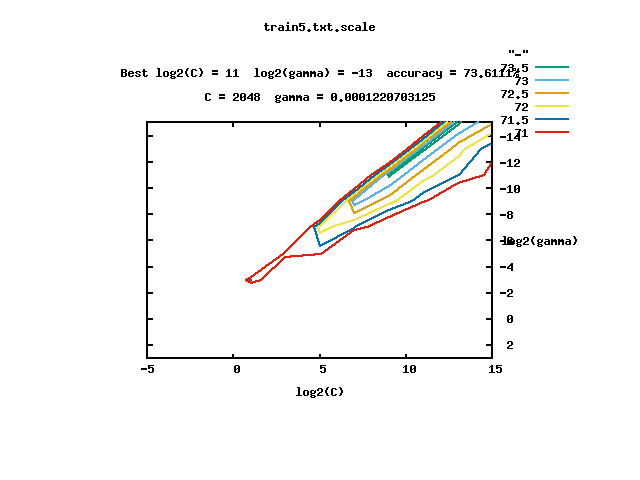 train5.txt.scale
"-"
Best log2(C) = 11  log2(gamma) = -13  accuracy = 73.6111%
73.5
73
72.5
72
71.5
71
C = 2048  gamma = 0.0001220703125
-14
-12
-10
-8
-6
log2(gamma)
-4
-2
0
2
-5 0 5 10 15
log2(C)